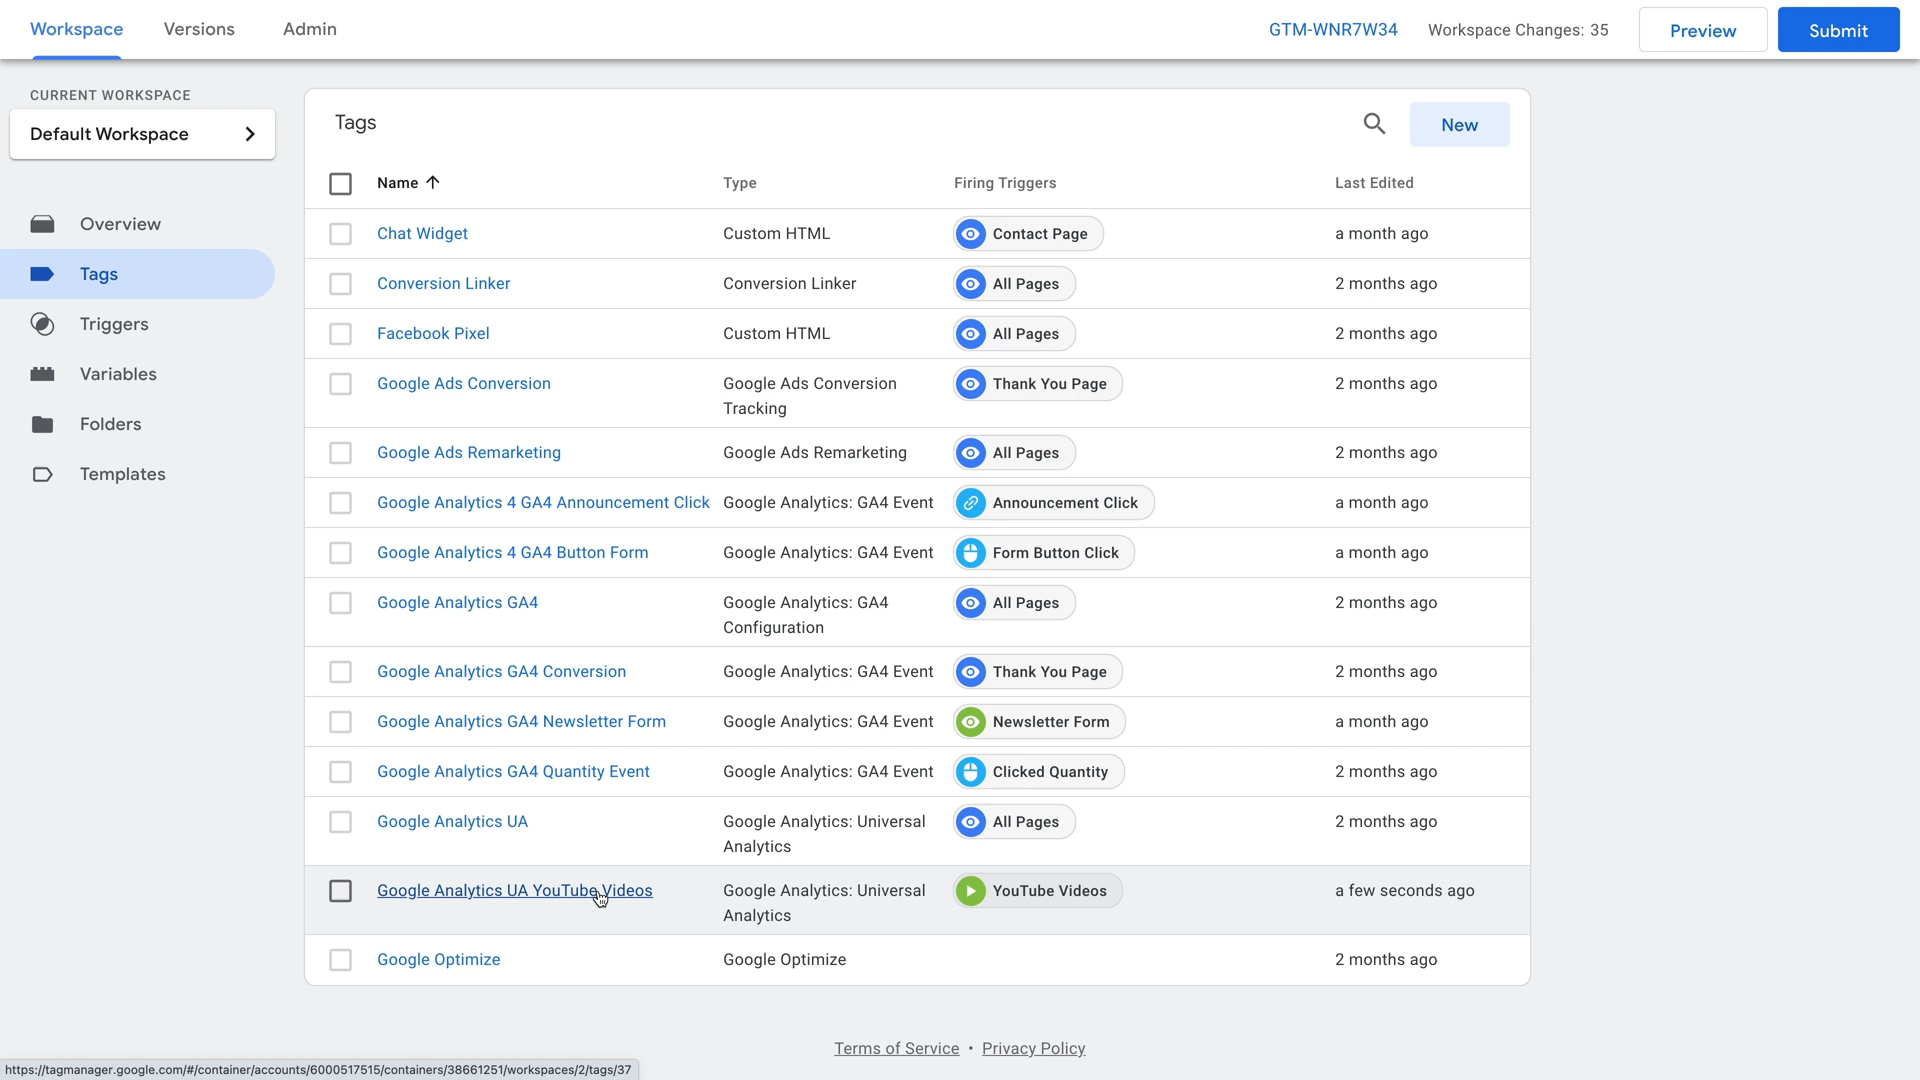 Workspace Versions Admin GTM-WNR7W34 Workspace Changes: 35 Preview Submit
CURRENT WORKSPACE
Default Workspace
Overview
Tags
Triggers
Variables
Folders
Templates
Tags New
Name Type Firing Triggers Last Edited
Chat Widget Custom HTML Contact Page a month ago
Conversion Linker Conversion Linker All Pages 2 months ago
Facebook Pixel Custom HTML All Pages 2 months ago
Google Ads Conversion Google Ads Conversion Thank You Page 2 months ago
Tracking
Google Ads Remarketing Google Ads Remarketing All Pages 2 months ago
Google Analytics 4 GA4 Announcement Click Google Analytics: GA4 Event Announcement Click a month ago
Google Analytics 4 GA4 Button Form Google Analytics: GA4 Event Form Button Click a month ago
Google Analytics GA4 Google Analytics: GA4 All Pages 2 months ago
Configuration
Google Analytics GA4 Conversion Google Analytics: GA4 Event Thank You Page 2 months ago
Google Analytics GA4 Newsletter Form Google Analytics: GA4 Event Newsletter Form a month ago
Google Analytics GA4 Quantity Event Google Analytics: GA4 Event Clicked Quantity 2 months ago
Google Analytics UA Google Analytics: Universal All Pages 2 months ago
Analytics
Google Analytics UA YouTube Videos Google Analytics: Universal YouTube Videos a few seconds ago
Analytics
Google Optimize Google Optimize 2 months ago
Terms of Service • Privacy Policy
https://tagmanager.google.com/#/container/accounts/6000517515/containers/38661251/workspaces/2/tags/37